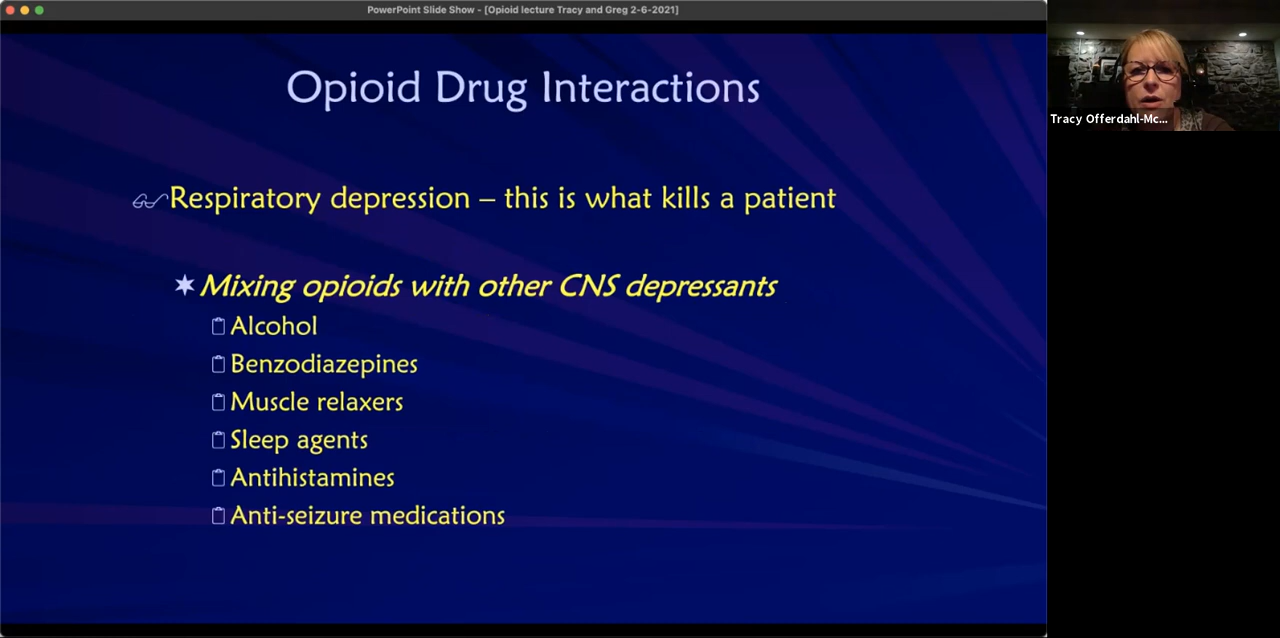 PowerPoint Slide Show - [Opioid lecture Tracy and Greg 2-6-2021]
Opioid Drug Interactions
Respiratory depression – this is what kills a patient
Mixing opioids with other CNS depressants
Alcohol
Benzodiazepines
Muscle relaxers
Sleep agents
Antihistamines
Anti-seizure medications
Tracy Offerdahl-Mc...